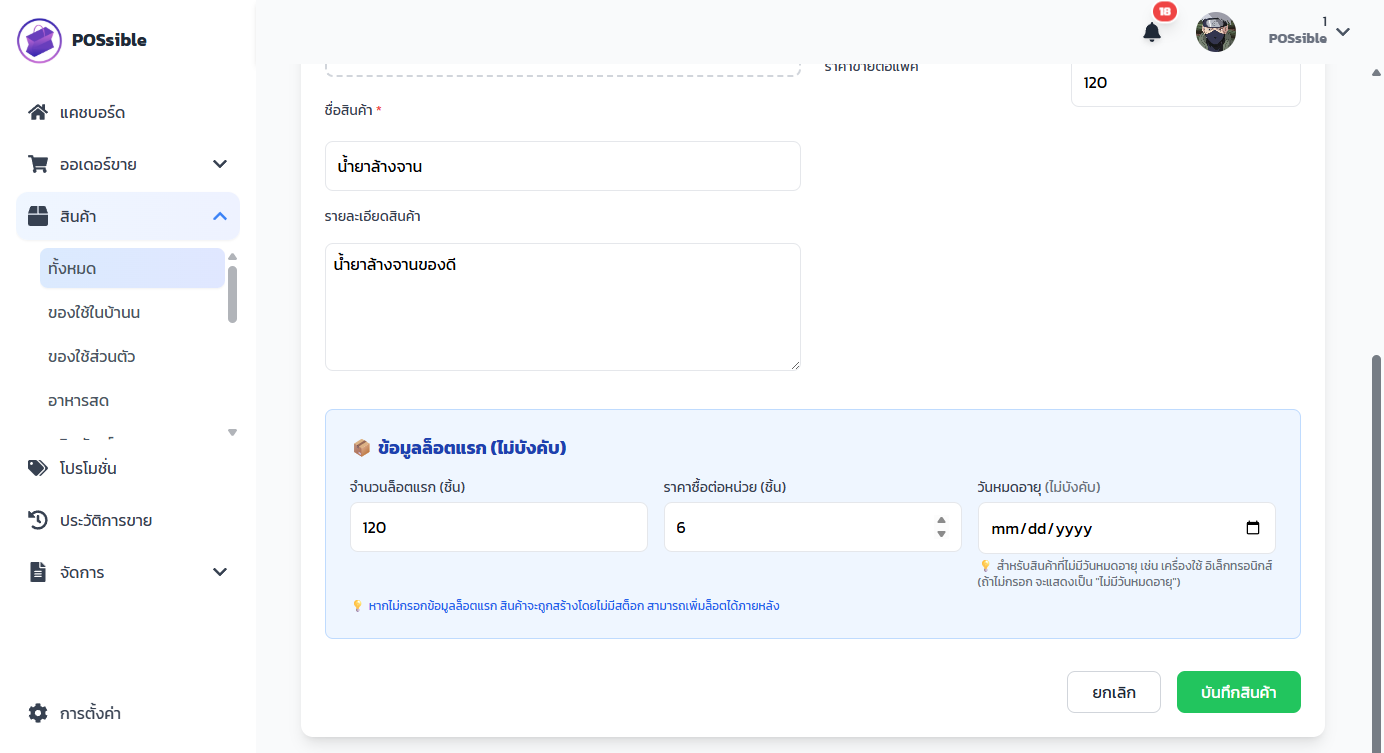 POSsible
18
1
POSsible
แคชบอร์ด
ออเดอร์ขาย
สินค้า
ทั้งหมด
ของใช้ในบ้านน
ของใช้ส่วนตัว
อาหารสด
โปรโมชั่น
ประวัติการขาย
จัดการ
การตั้งค่า
ราคาขายต่อแพ็ค
120
ชื่อสินค้า *
น้ำยาล้างจาน
รายละเอียดสินค้า
น้ำยาล้างจานของดี
📦 ข้อมูลล็อตแรก (ไม่บังคับ)
จำนวนล็อตแรก (ชิ้น)
120
ราคาซื้อต่อหน่วย (ชิ้น)
6
วันหมดอายุ (ไม่บังคับ)
mm/dd/yyyy
💡 สำหรับสินค้าที่ไม่มีวันหมดอายุ เช่น เครื่องใช้ อิเล็กทรอนิกส์
(ถ้าไม่กรอก จะแสดงเป็น "ไม่มีวันหมดอายุ")
💡 หากไม่กรอกข้อมูลล็อตแรก สินค้าจะถูกสร้างโดยไม่มีสต็อก สามารถเพิ่มล็อตได้ภายหลัง
ยกเลิก
บันทึกสินค้า